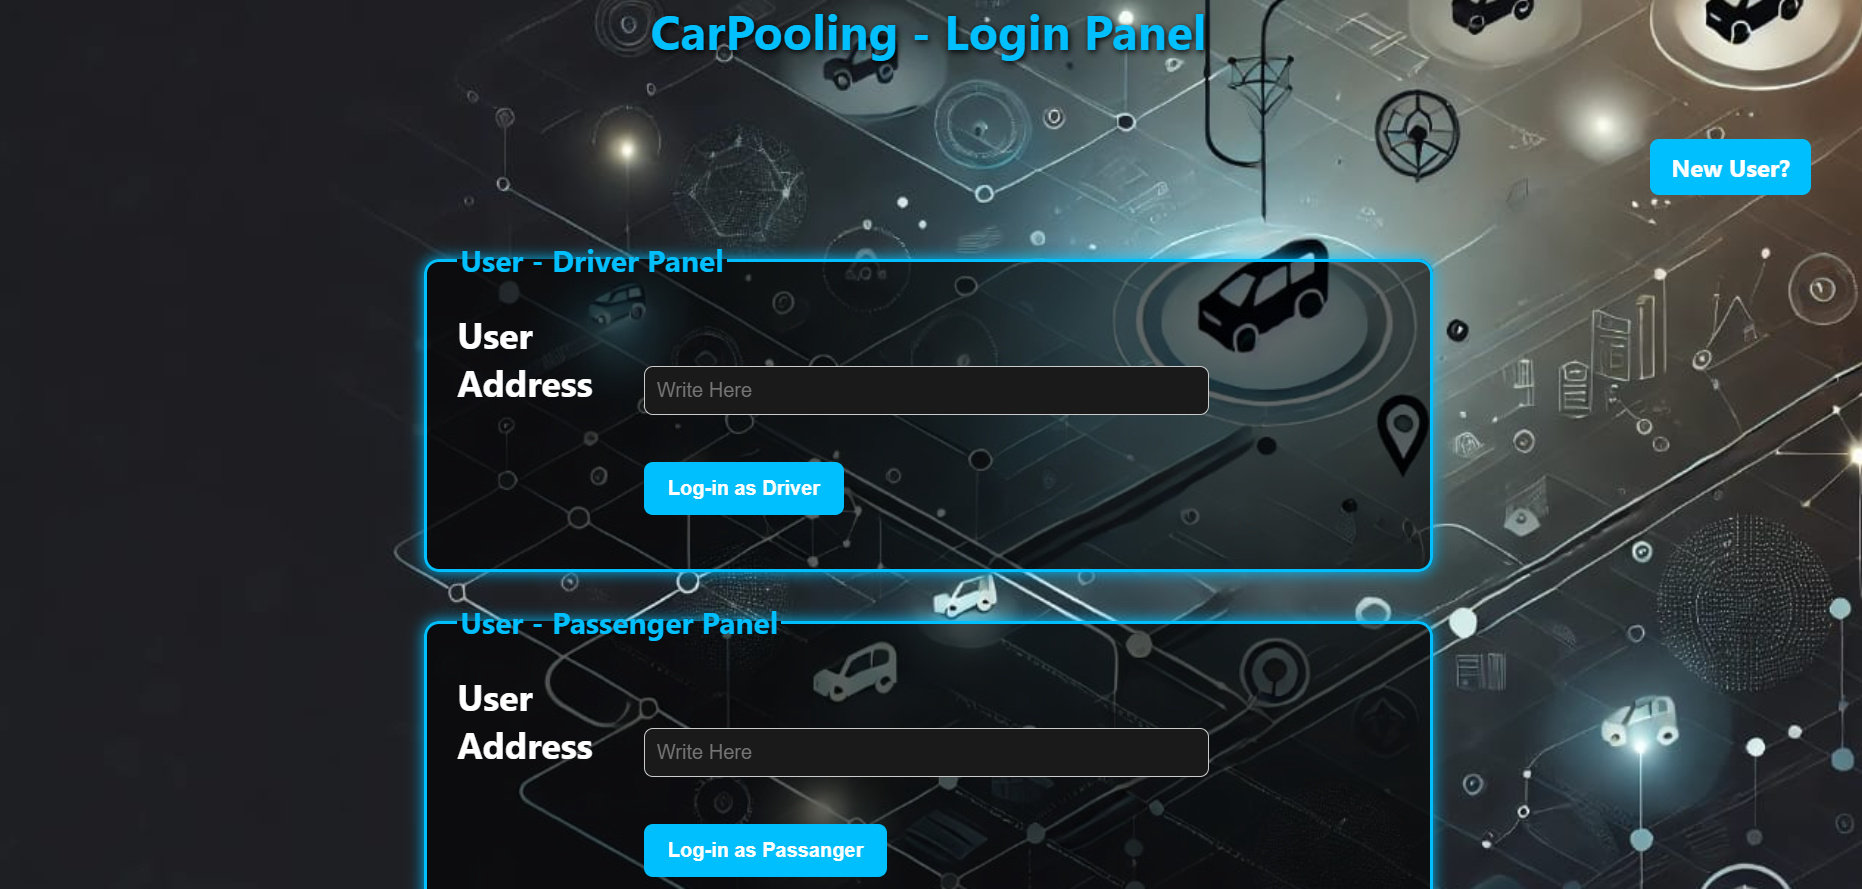 CarPooling - Login Panel
New User?
User - Driver Panel
User
Address
Write Here
Log-in as Driver
User - Passenger Panel
User
Address
Write Here
Log-in as Passanger